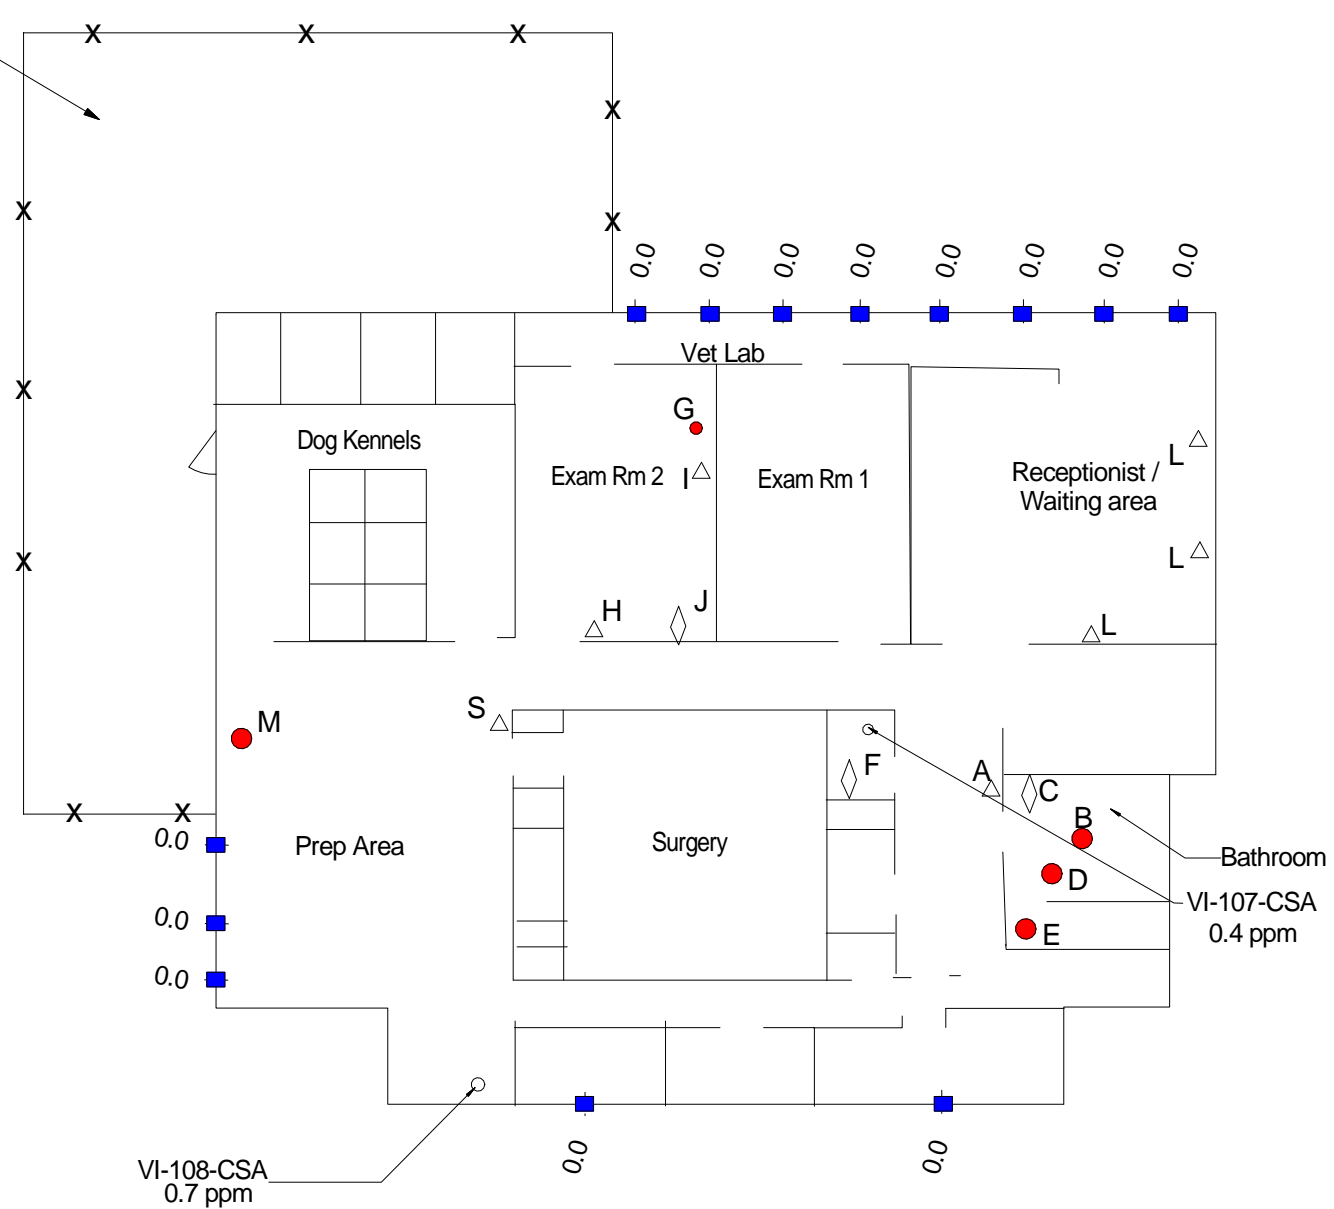 X X X
X
X
X
0.0 0.0 0.0 0.0 0.0 0.0 0.0 0.0
Vet Lab
X
G
Dog Kennels
L
Exam Rm 2
I
Exam Rm 1
Receptionist /
Waiting area
X
L
H
J
L
S
M
F
A
C
X X
B
0.0
Prep Area
Surgery
Bathroom
D
VI-107-CSA
0.4 ppm
0.0
E
0.0
0.0
0.0
VI-108-CSA
0.7 ppm